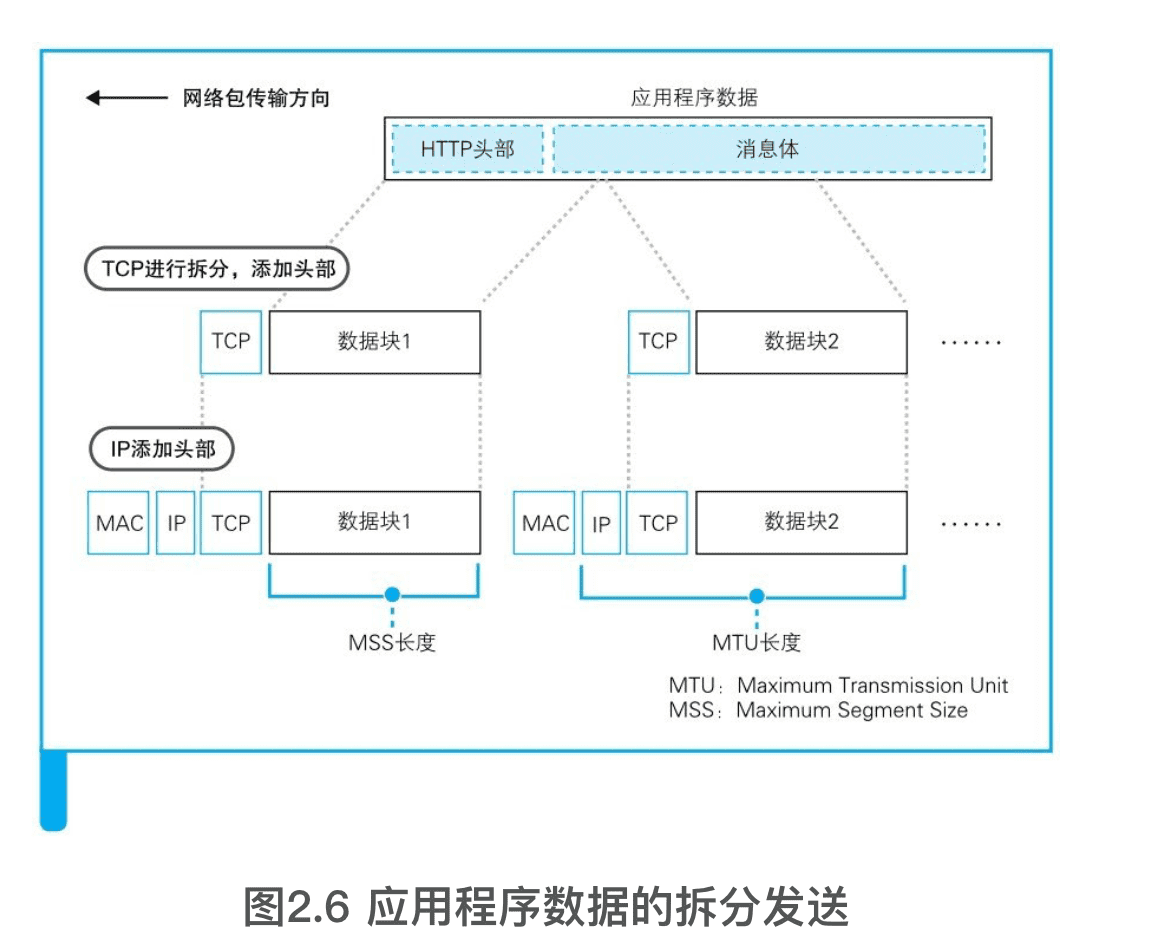 网络包传输方向
应用程序数据
HTTP头部 消息体
TCP进行拆分，添加头部
TCP 数据块1 TCP 数据块2 ······
IP添加头部
MAC IP TCP 数据块1 MAC IP TCP 数据块2 ······
MSS长度 MTU长度
MTU：Maximum Transmission Unit
MSS：Maximum Segment Size
图2.6 应用程序数据的拆分发送